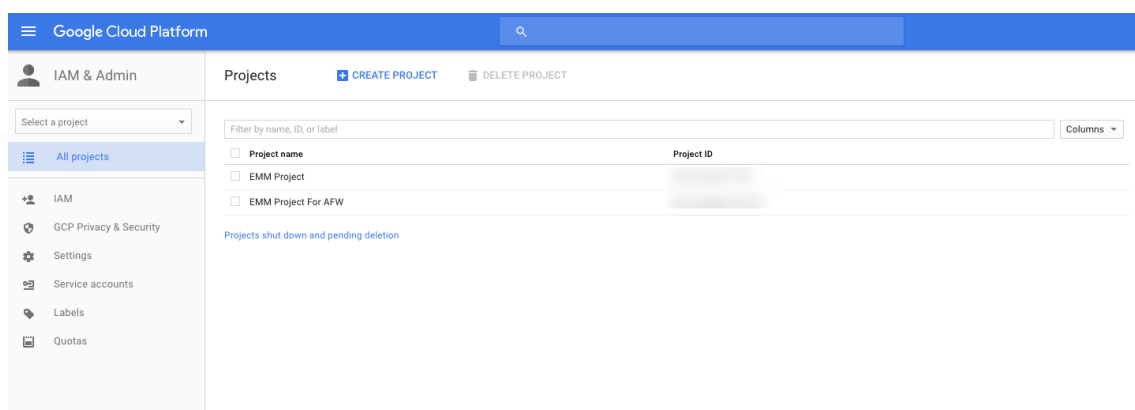 Google Cloud Platform
IAM & Admin
Projects CREATE PROJECT DELETE PROJECT
Select a project
Filter by name, ID, or label Columns
All projects
Project name Project ID
EMM Project
EMM Project For AFW
Projects shut down and pending deletion
IAM
GCP Privacy & Security
Settings
Service accounts
Labels
Quotas